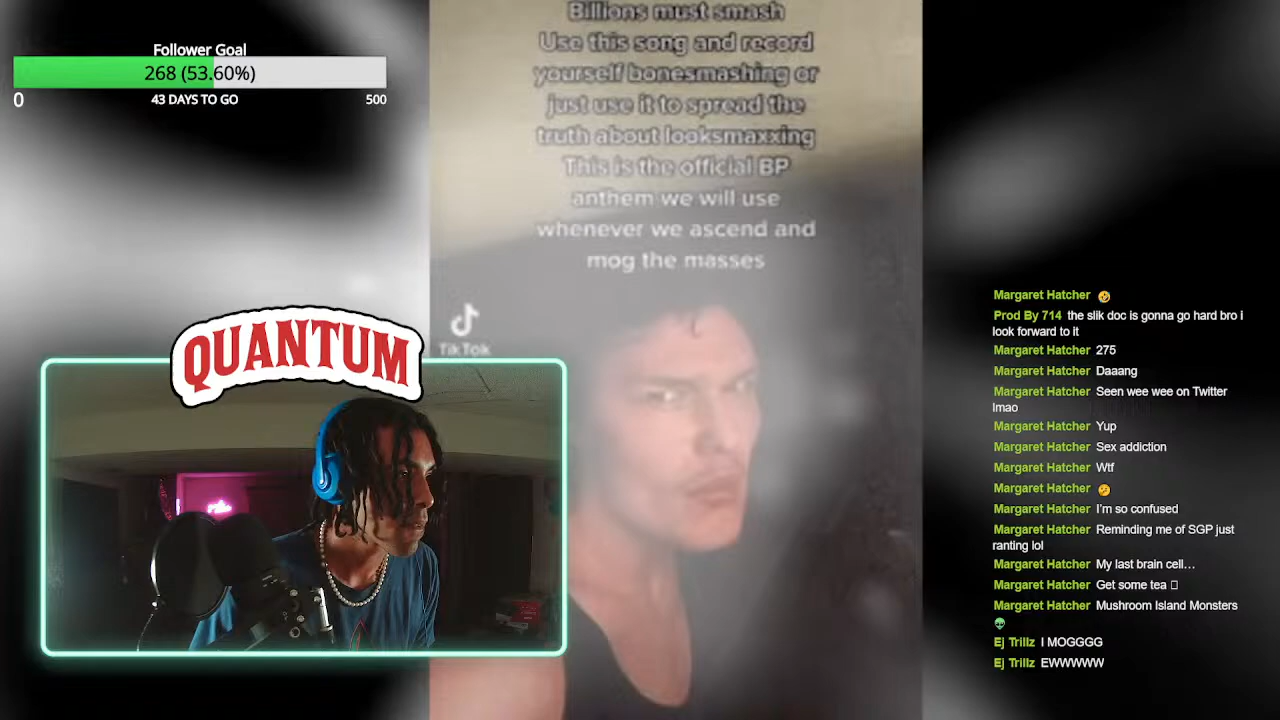 Follower Goal
268 (53.60%)
0
43 DAYS TO GO
500
Billions must smash
Use this song and record
yourself bonesmashing or
just use it to spread the
truth about looksmaxxing
This is the official BP
anthem we will use
whenever we ascend and
mog the masses
TikTok
QUANTUM
Margaret Hatcher
Prod By 714 the slik doc is gonna go hard bro i
look forward to it
Margaret Hatcher 275
Margaret Hatcher Daaang
Margaret Hatcher Seen wee wee on Twitter
lmao
Margaret Hatcher Yup
Margaret Hatcher Sex addiction
Margaret Hatcher Wtf
Margaret Hatcher
Margaret Hatcher I'm so confused
Margaret Hatcher Reminding me of SGP just
ranting lol
Margaret Hatcher My last brain cell...
Margaret Hatcher Get some tea
Margaret Hatcher Mushroom Island Monsters
Ej Trillz I MOGGGG
Ej Trillz EWWWWW